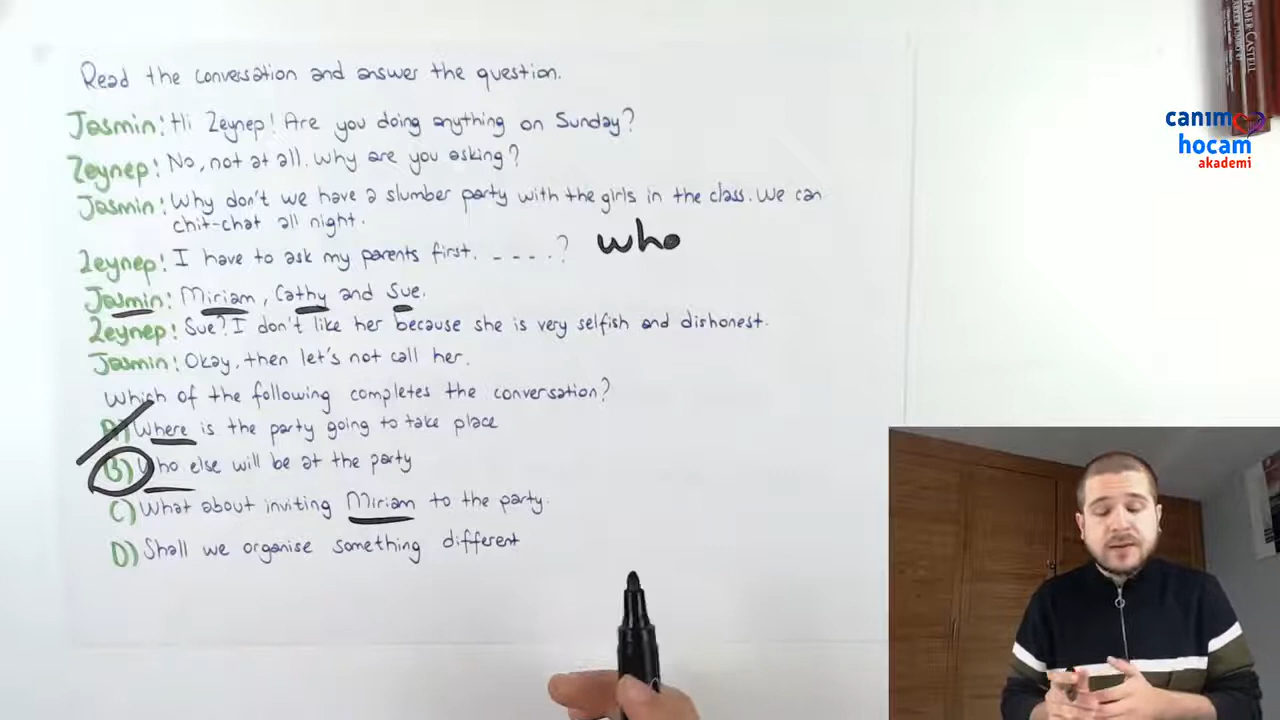 Read the conversation and answer the question.
Jasmin: Hi Zeynep! Are you doing anything on Sunday?
Zeynep: No, not at all. Why are you asking?
Jasmin: Why don't we have a slumber party with the girls in the class. We can
chit-chat all night.
Zeynep: I have to ask my parents first. ----? who
Jasmin: Miriam, Cathy and Sue.
Zeynep: Sue? I don't like her because she is very selfish and dishonest.
Jasmin: Okay, then let's not call her.
Which of the following completes the conversation?
A) Where is the party going to take place
B) Who else will be at the party
C) What about inviting Miriam to the party.
D) Shall we organise something different
canım
hocam
akademi
FABER-CASTELL